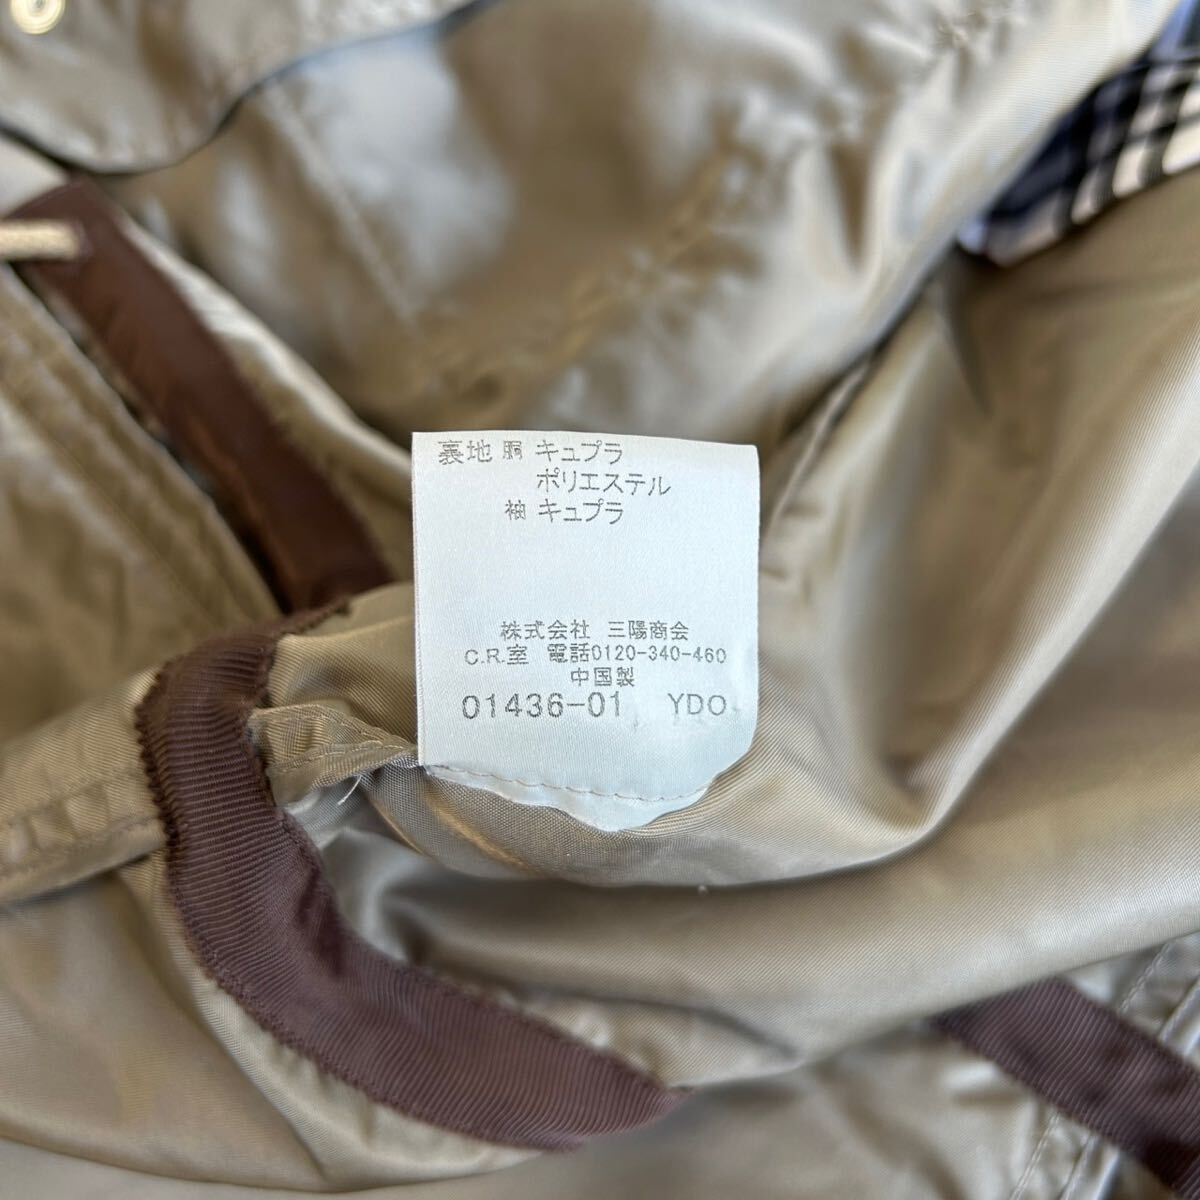 裏地 胴 キュプラ
ポリエステル
袖 キュプラ
株式会社 三陽商会
C.R.室 電話0120-340-460
中国製
01436-01 YDO